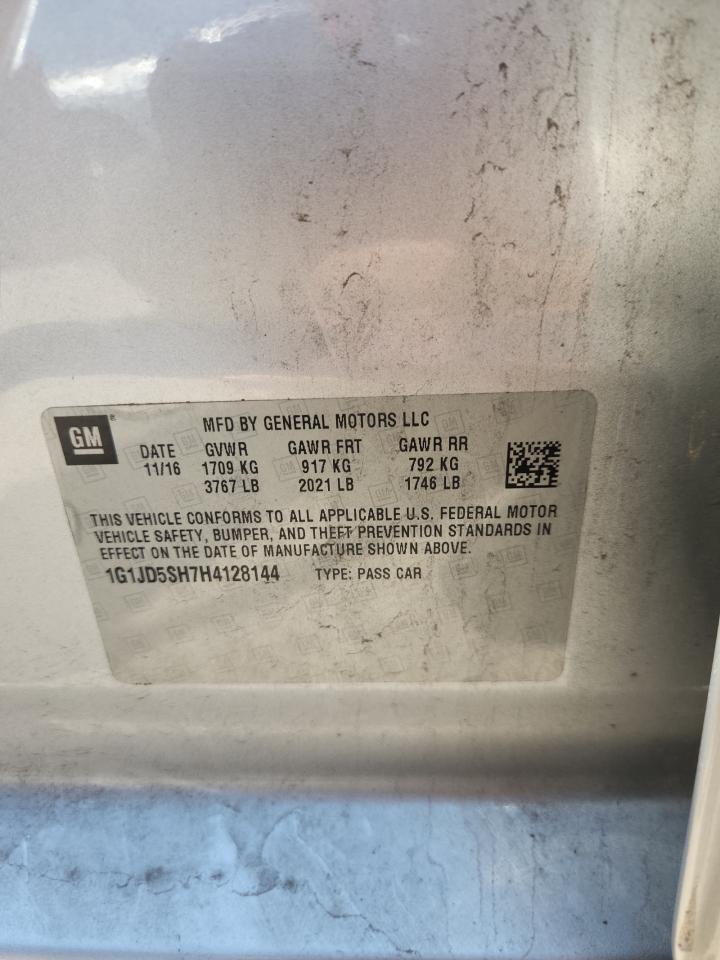 GM ® MFD BY GENERAL MOTORS LLC
DATE GVWR GAWR FRT GAWR RR
11/16 1709 KG 917 KG 792 KG
3767 LB 2021 LB 1746 LB
THIS VEHICLE CONFORMS TO ALL APPLICABLE U.S. FEDERAL MOTOR
VEHICLE SAFETY, BUMPER, AND THEFT PREVENTION STANDARDS IN
EFFECT ON THE DATE OF MANUFACTURE SHOWN ABOVE.
1G1JD5SH7H4128144 TYPE: PASS CAR